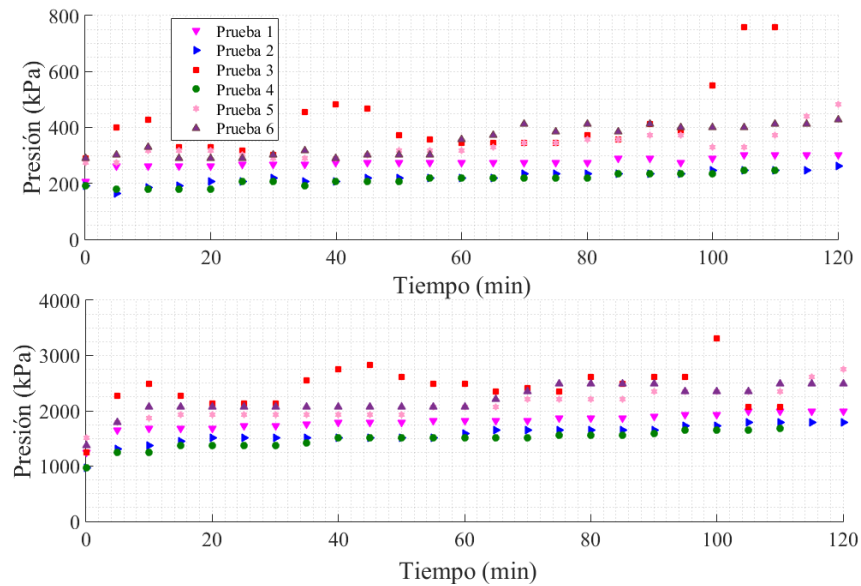 800
600
400
200
0
Presión (kPa)
Prueba 1
Prueba 2
Prueba 3
Prueba 4
Prueba 5
Prueba 6
0 20 40 60 80 100 120
Tiempo (min)
4000
3000
2000
1000
0
Presión (kPa)
0 20 40 60 80 100 120
Tiempo (min)